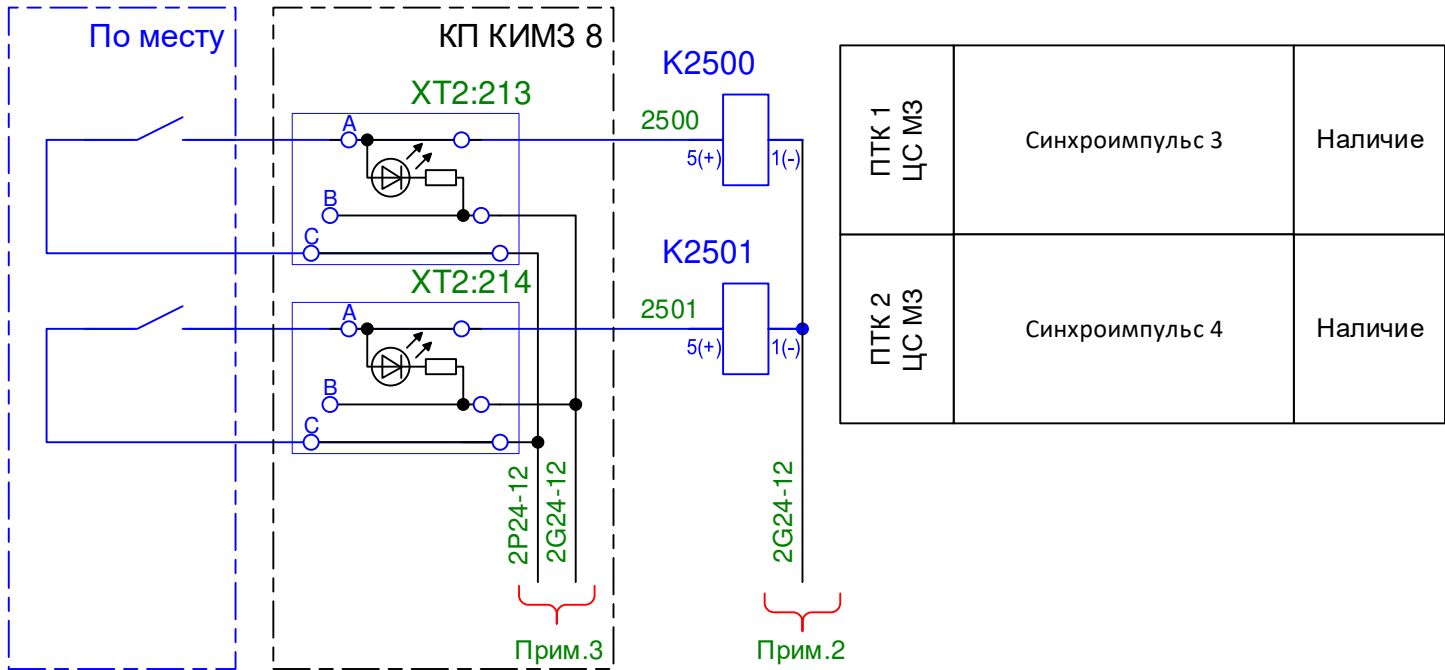 По месту
КП КИМЗ 8
XT2:213
A
B
C
2500
K2500
5(+)
1(-)
XT2:214
A
B
C
2501
K2501
5(+)
1(-)
2P24-12
2G24-12
2G24-12
Прим.3
Прим.2
ПТК 1
ЦС МЗ
Синхроимпульс 3
Наличие
ПТК 2
ЦС МЗ
Синхроимпульс 4
Наличие